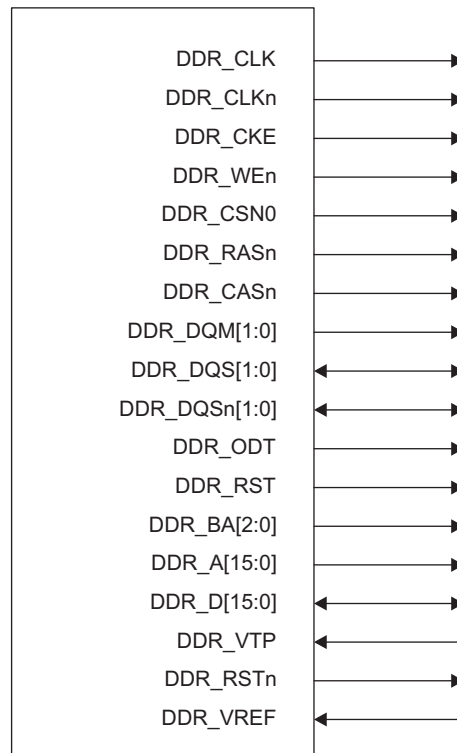 DDR_CLK
DDR_CLKn
DDR_CKE
DDR_WEn
DDR_CSN0
DDR_RASn
DDR_CASn
DDR_DQM[1:0]
DDR_DQS[1:0]
DDR_DQSn[1:0]
DDR_ODT
DDR_RST
DDR_BA[2:0]
DDR_A[15:0]
DDR_D[15:0]
DDR_VTP
DDR_RSTn
DDR_VREF